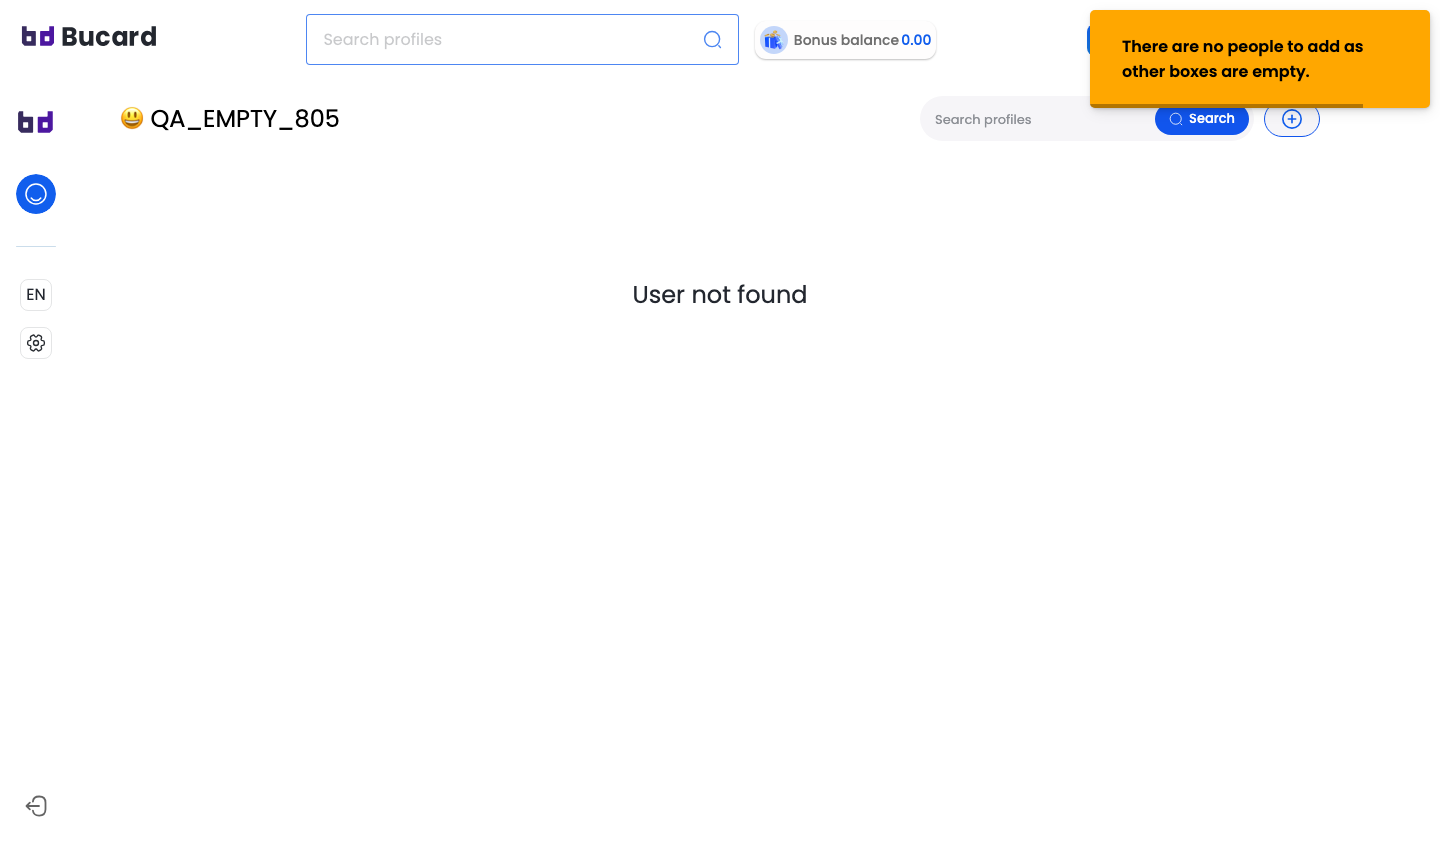 bd Bucard
Search profiles
Bonus balance 0.00
There are no people to add as
other boxes are empty.
bd
😃 QA_EMPTY_805
Search profiles
Search
EN
User not found